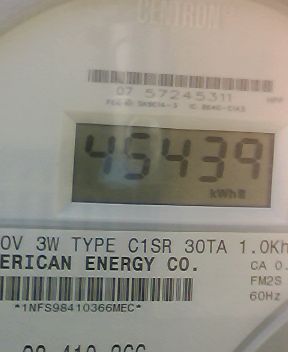 CENTRON
07 57245311
45439
kWh
0V 3W TYPE C1SR 30TA 1.0Kh
ERICAN ENERGY CO.
CA 0.
FM2S
60Hz
*1NFS98410366MEC*